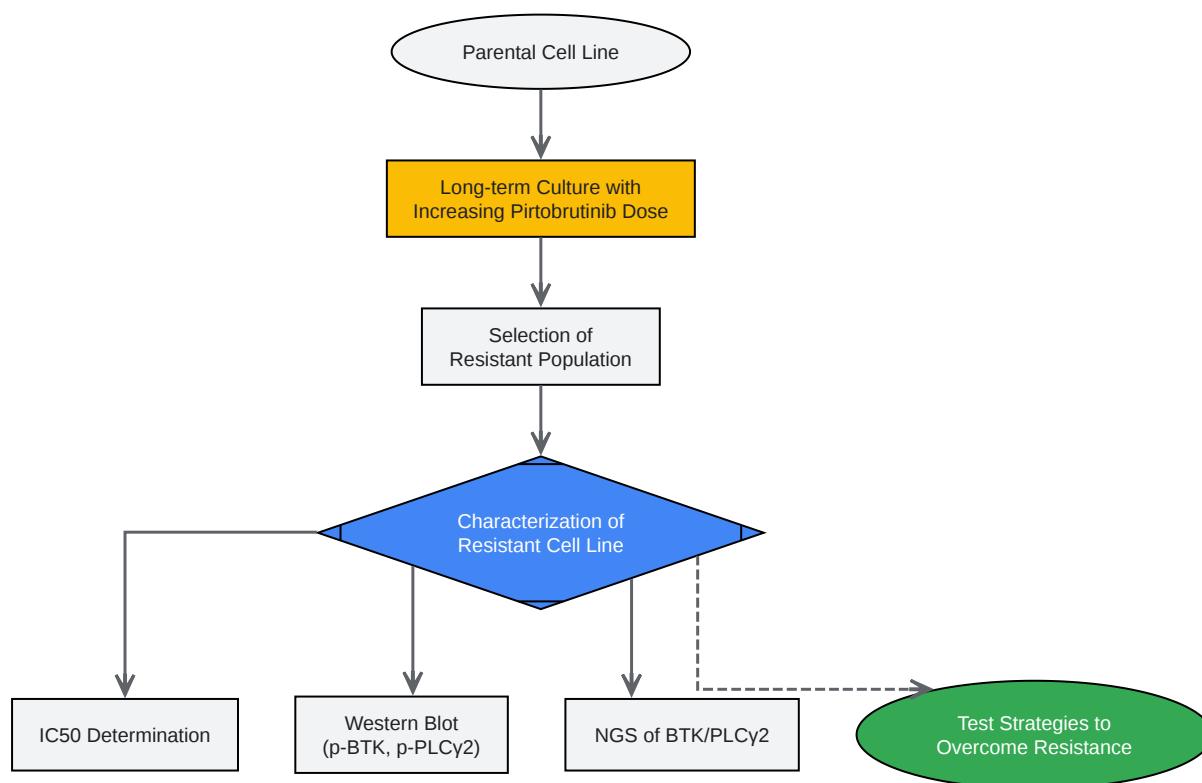 Parental Cell Line
Long-term Culture with
Increasing Pirtobrutinib Dose
Selection of
Resistant Population
Characterization of
Resistant Cell Line
IC50 Determination
Western Blot
(p-BTK, p-PLCγ2)
NGS of BTK/PLCγ2
Test Strategies to
Overcome Resistance